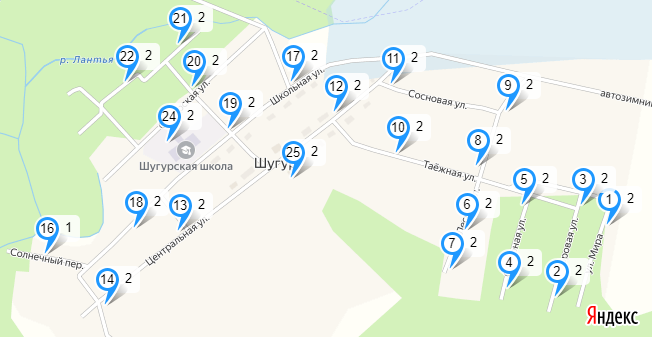 21 2
22 2
р. Лантья
20 2
17 2
11 2
9 2
ская ул.
Школьная ул.
12 2
Сосновая ул.
автозимник
24 2
19 2
10 2
8 2
Шугурская школа
Шугур
25 2
Таёжная ул.
5 2
3 2
1 2
18 2
13 2
6 2
16 1
Центральная ул.
7 2
ул. Мира
Солнечный пер.
4 2
2 2
14 2
Яндекс